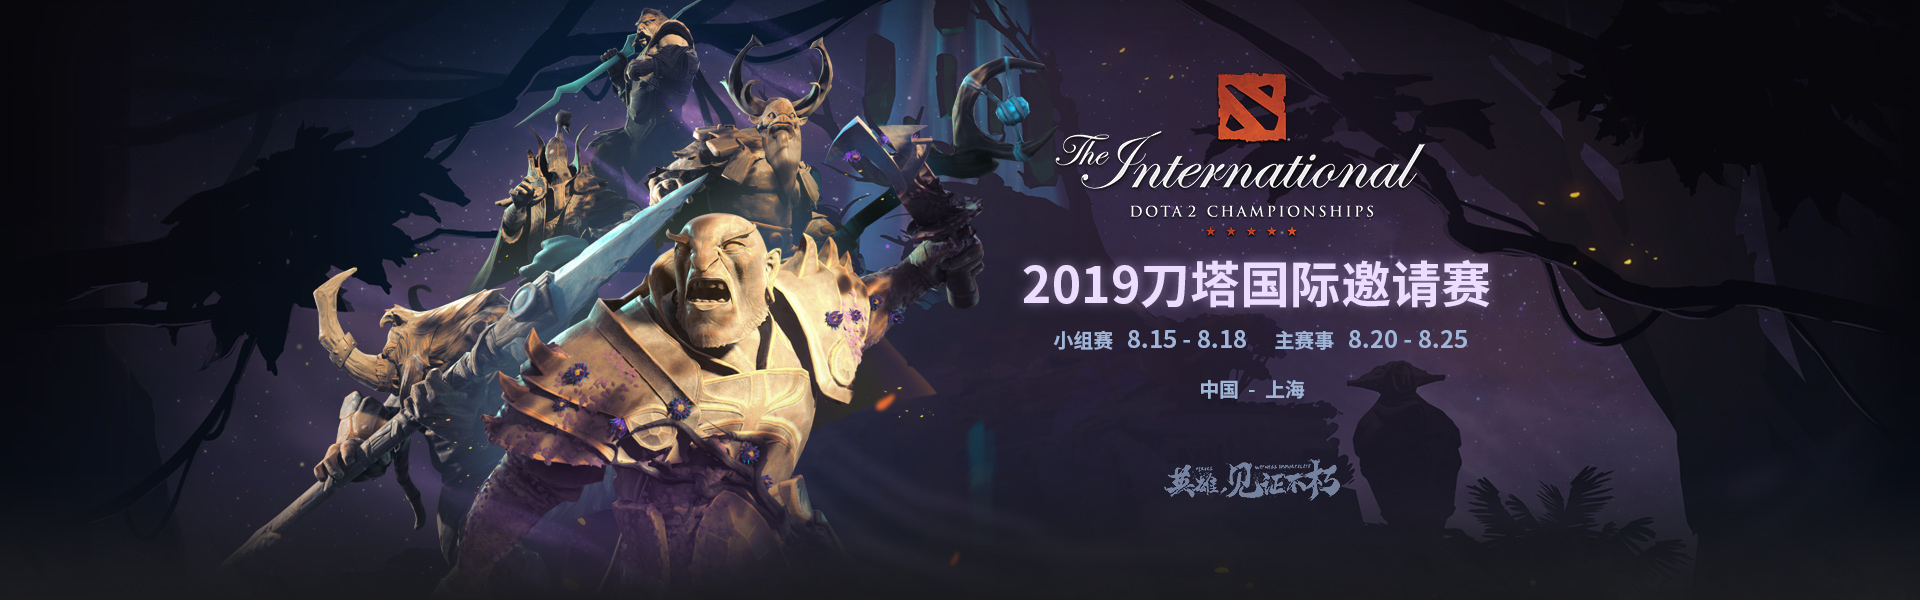 The International
DOTA 2 CHAMPIONSHIPS
2019刀塔国际邀请赛
小组赛 8.15 - 8.18 主赛事 8.20 - 8.25
中国 - 上海
英雄,见证不朽